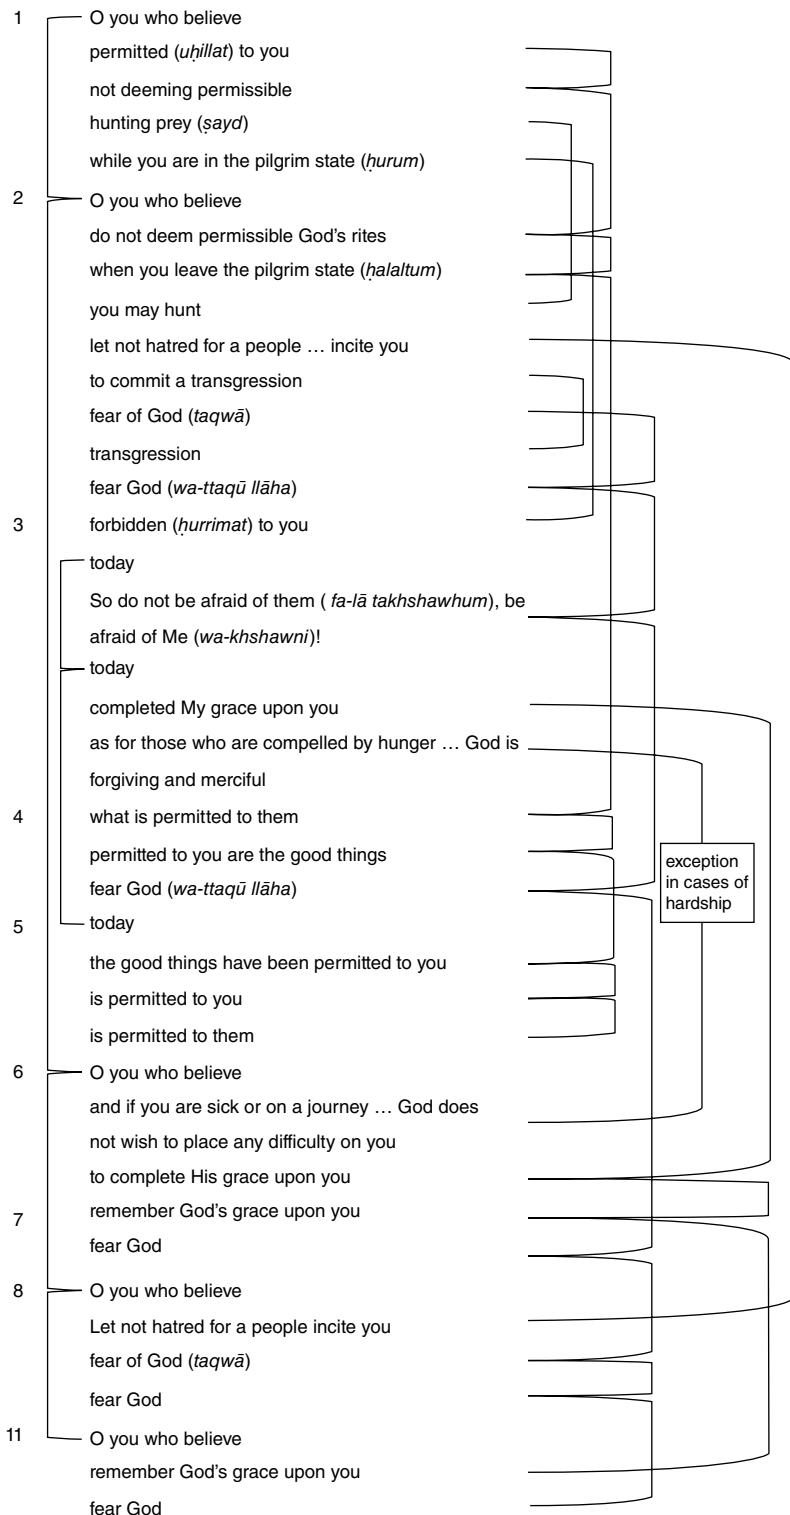 1 O you who believe
permitted (uḥillat) to you
not deeming permissible
hunting prey (ṣayd)
while you are in the pilgrim state (ḥurum)
2 O you who believe
do not deem permissible God’s rites
when you leave the pilgrim state (ḥalaltum)
you may hunt
let not hatred for a people … incite you
to commit a transgression
fear of God (taqwā)
transgression
fear God (wa-ttaqū llāha)
3 forbidden (ḥurrimat) to you
today
So do not be afraid of them ( fa-lā takhshawhum), be
afraid of Me (wa-khshawni)!
today
completed My grace upon you
as for those who are compelled by hunger … God is
forgiving and merciful
4 what is permitted to them
permitted to you are the good things
exception
in cases of
hardship
fear God (wa-ttaqū llāha)
5 today
the good things have been permitted to you
is permitted to you
is permitted to them
6 O you who believe
and if you are sick or on a journey … God does
not wish to place any difficulty on you
to complete His grace upon you
7 remember God’s grace upon you
fear God
8 O you who believe
Let not hatred for a people incite you
fear of God (taqwā)
fear God
11 O you who believe
remember God’s grace upon you
fear God